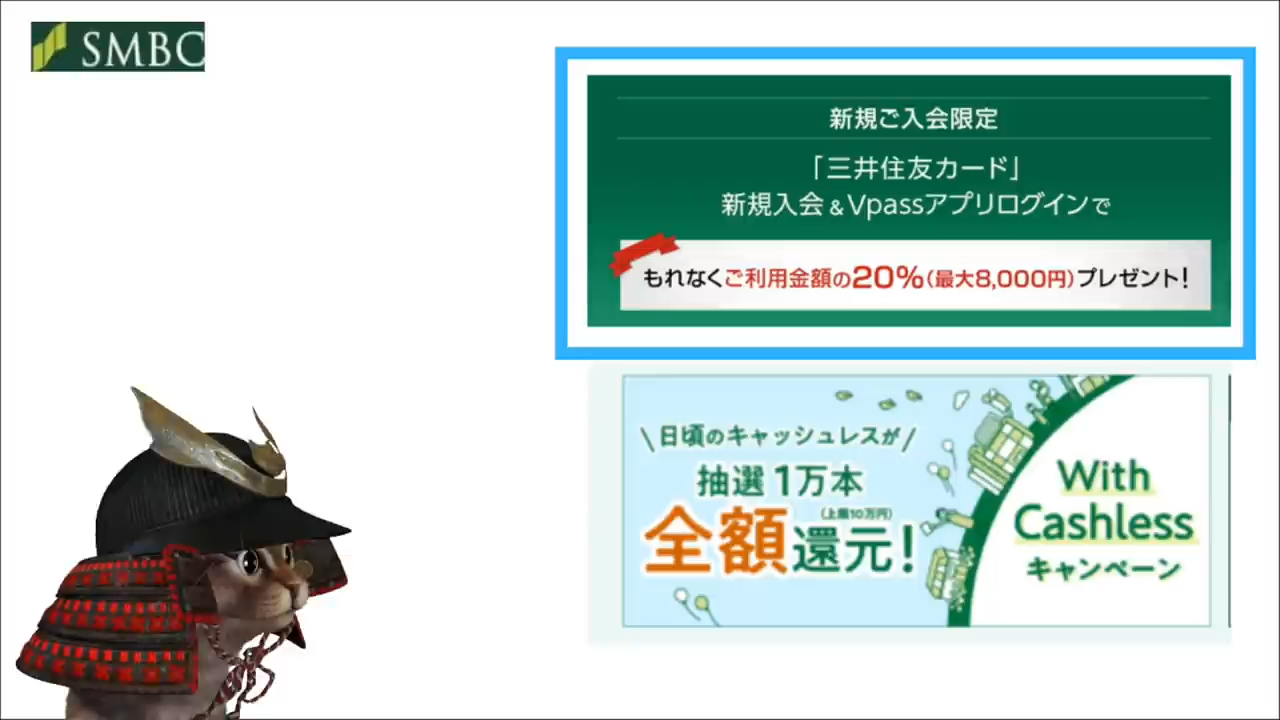 SMBC
新規ご入会限定
「三井住友カード」
新規入会&Vpassアプリログインで
もれなくご利用金額の20%(最大8,000円)プレゼント!
\日頃のキャッシュレスが/
抽選1万本
(上限10万円)
全額還元!
With
Cashless
キャンペーン